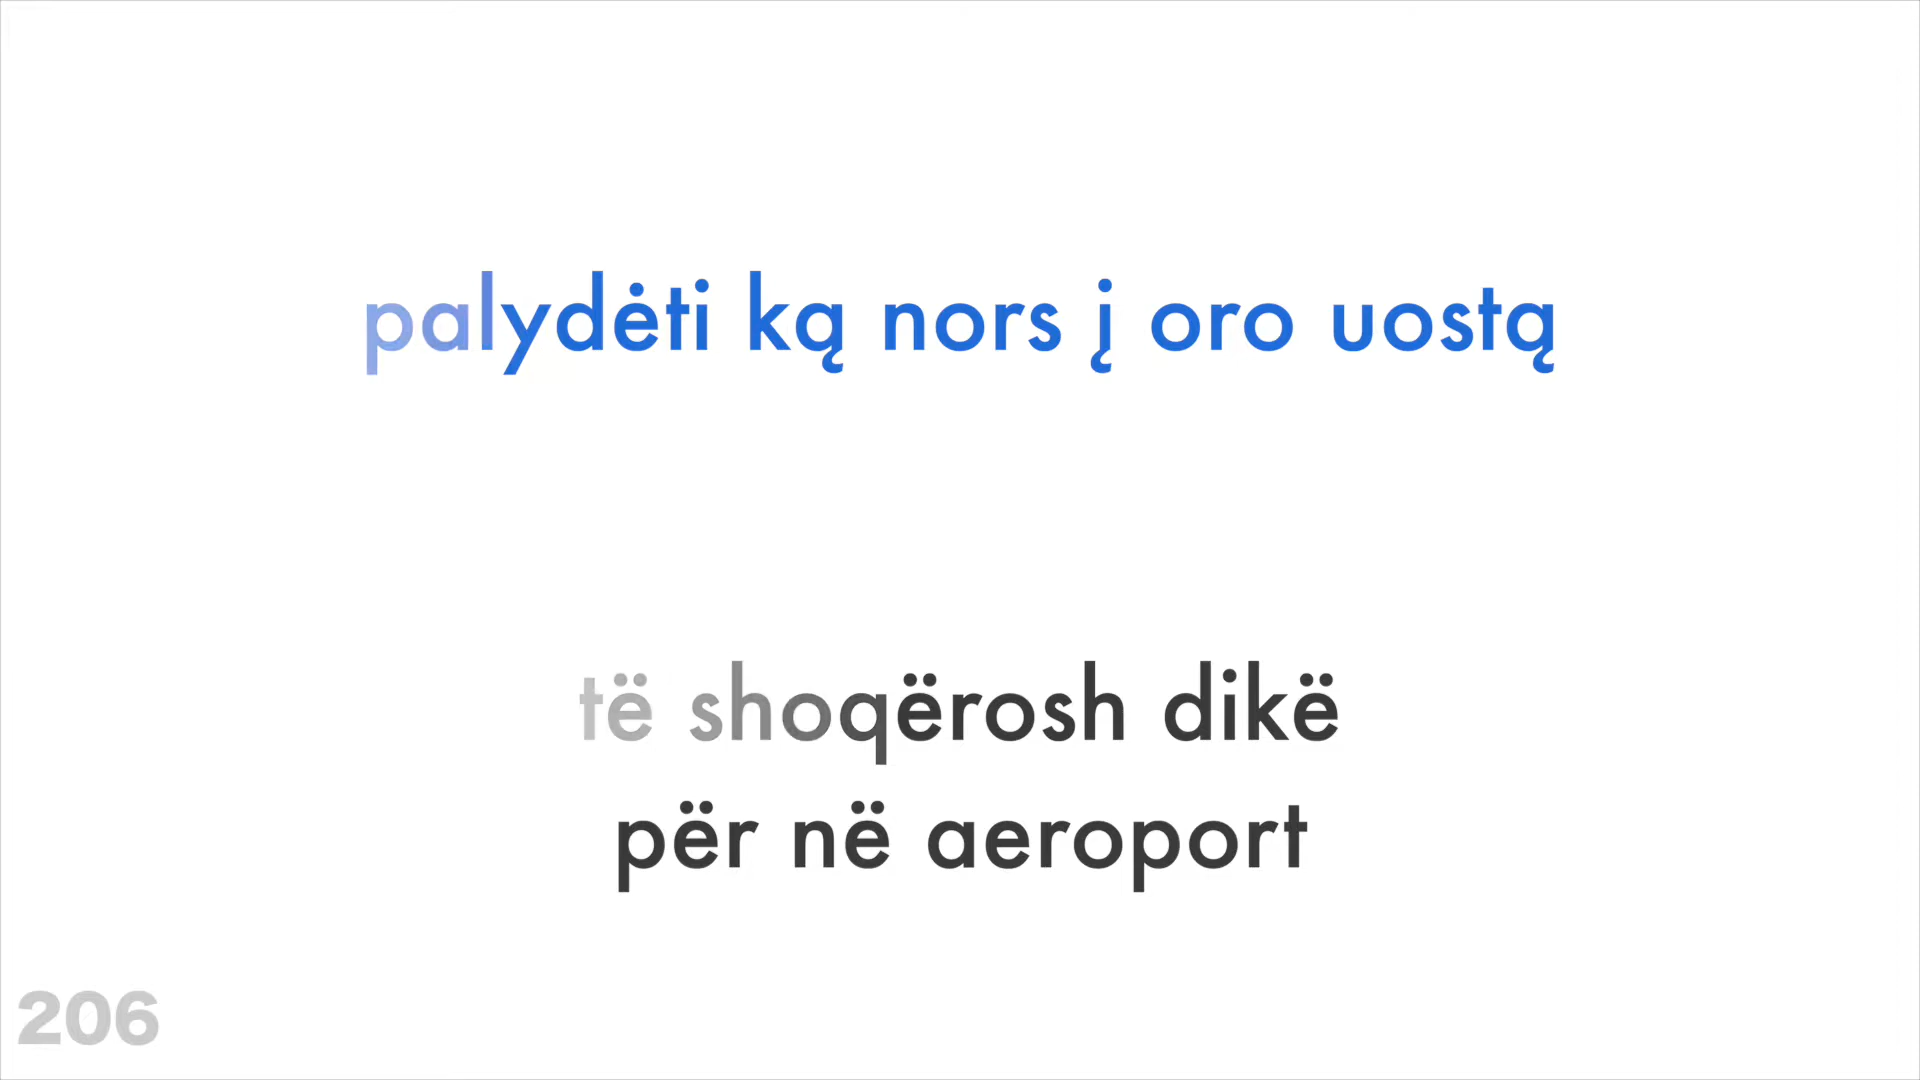 palydėti ką nors į oro uostą
të shoqërosh dikë
për në aeroport
206